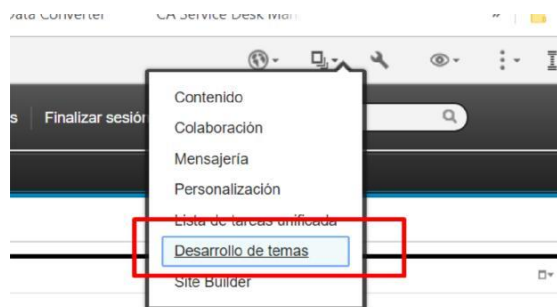 Data Converter CA Service Desk Man
»
s Finalizar sesión
Contenido
Colaboración
Mensajería
Personalización
Lista de tareas unificada
Desarrollo de temas
Site Builder